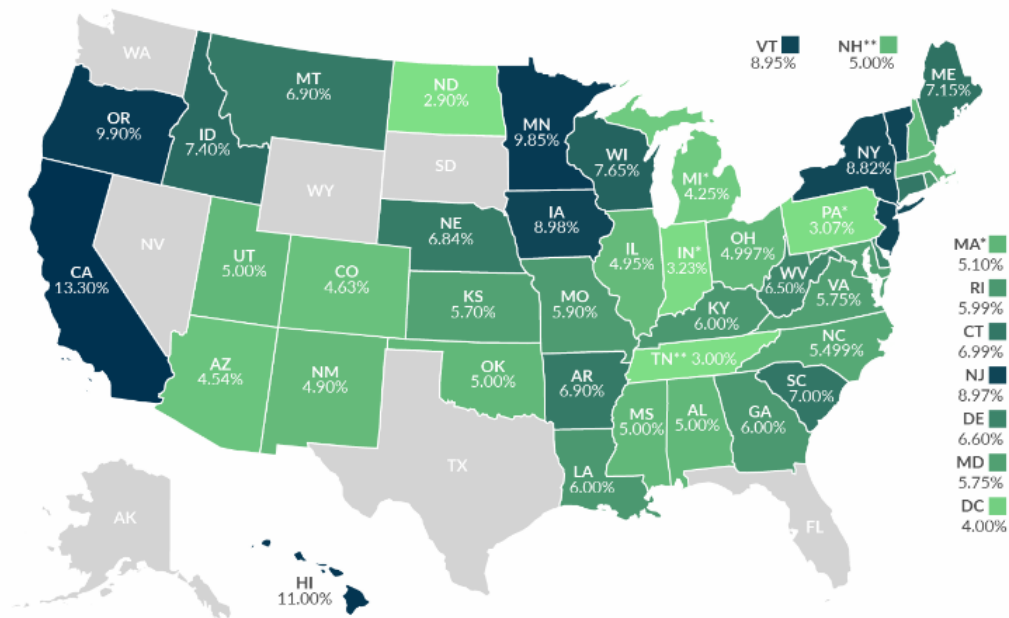 WA
VT
8.95%
NH**
5.00%
ME
7.15%
MT
6.90%
ND
2.90%
OR
9.90%
ID
7.40%
MN
9.85%
WI
7.65%
NY
8.82%
SD
MI*
4.25%
WY
IA
8.98%
PA*
3.07%
NE
6.84%
NV
UT
5.00%
CO
4.63%
IL
4.95%
IN*
3.23%
OH
4.997%
MA*
5.10%
CA
13.30%
WV
6.50%
VA
5.75%
RI
5.99%
KS
5.70%
MO
5.90%
KY
6.00%
CT
6.99%
NC
5.499%
AZ
4.54%
NM
4.90%
OK
5.00%
TN** 3.00%
AR
6.90%
SC
7.00%
NJ
8.97%
MS
5.00%
AL
5.00%
GA
6.00%
DE
6.60%
TX
LA
6.00%
MD
5.75%
AK
FL
DC
4.00%
HI
11.00%